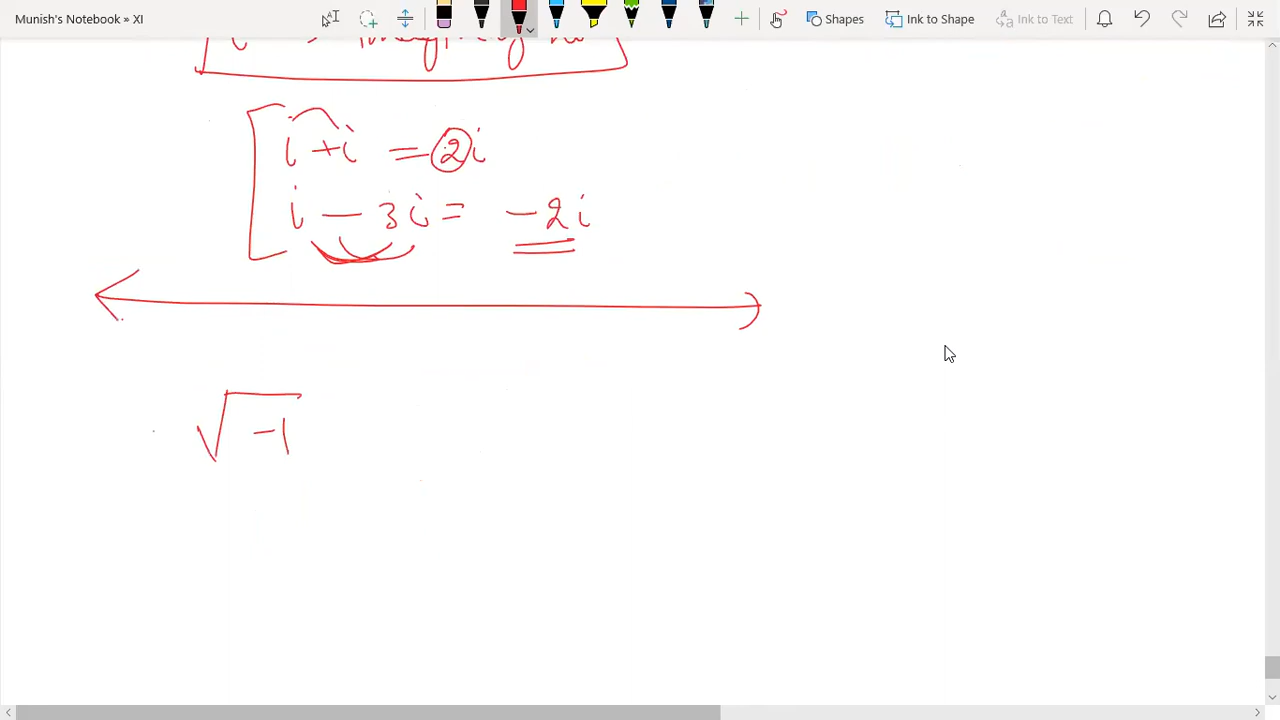 Munish's Notebook » XI
Shapes
Ink to Shape
Ink to Text
i + i = 2i
i - 3i = -2i
√-1